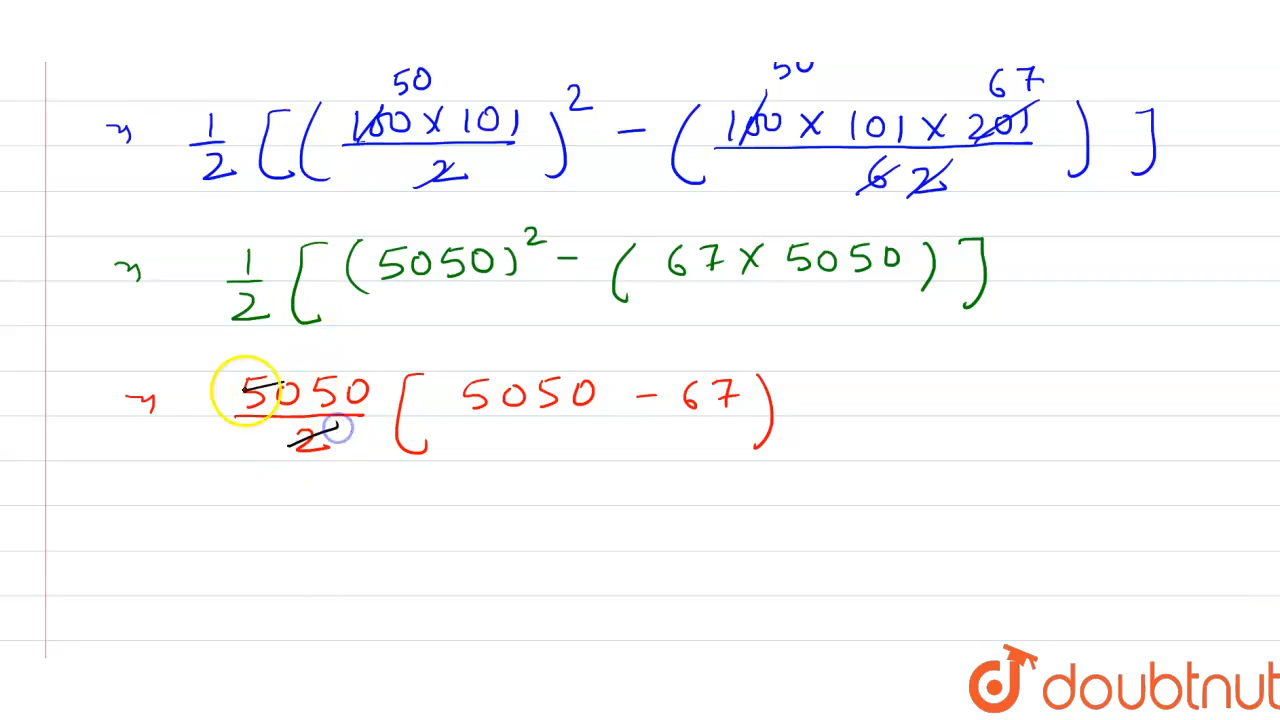 50 50 67
1/2 [ ( 100 × 101 / 2 )² − ( 100 × 101 × 201 / 6 2 ) ]
1/2 [ (5050)² − ( 67 × 5050 ) ]
5050 / 2 [ 5050 − 67 )
doubtnut